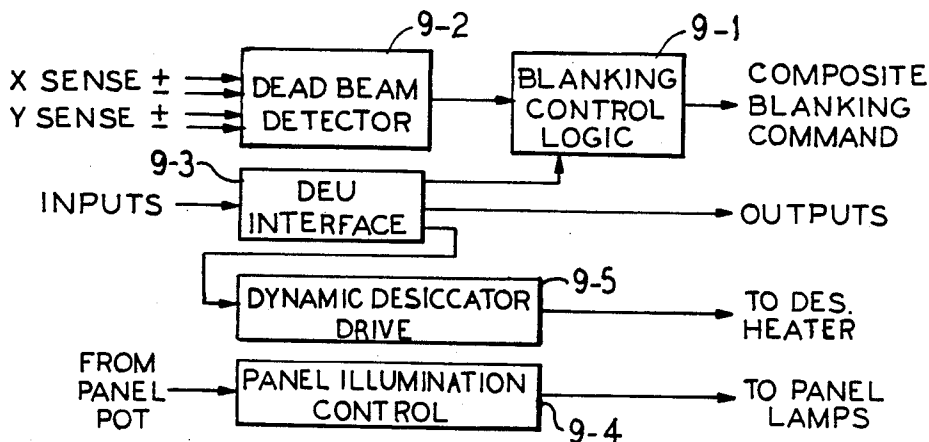 9-2
9-1
X SENSE ±
Y SENSE ±
DEAD BEAM
DETECTOR
BLANKING
CONTROL
LOGIC
COMPOSITE
BLANKING
COMMAND
9-3
INPUTS
DEU
INTERFACE
OUTPUTS
9-5
DYNAMIC DESICCATOR
DRIVE
TO DES.
HEATER
FROM
PANEL
POT
PANEL ILLUMINATION
CONTROL
9-4
TO PANEL
LAMPS